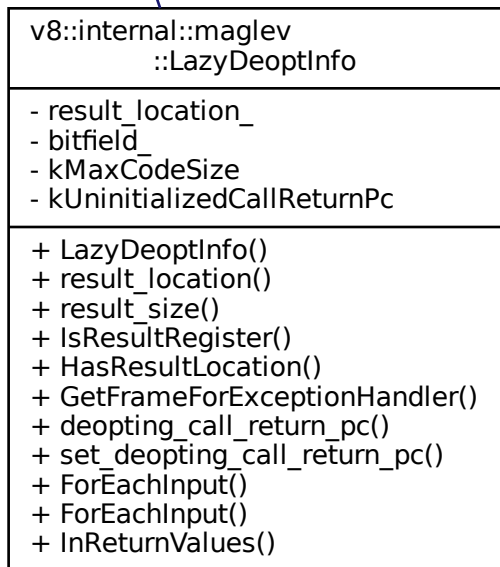 v8::internal::maglev
::LazyDeoptInfo
- result_location_
- bitfield_
- kMaxCodeSize
- kUninitializedCallReturnPc
+ LazyDeoptInfo()
+ result_location()
+ result_size()
+ IsResultRegister()
+ HasResultLocation()
+ GetFrameForExceptionHandler()
+ deopting_call_return_pc()
+ set_deopting_call_return_pc()
+ ForEachInput()
+ ForEachInput()
+ InReturnValues()